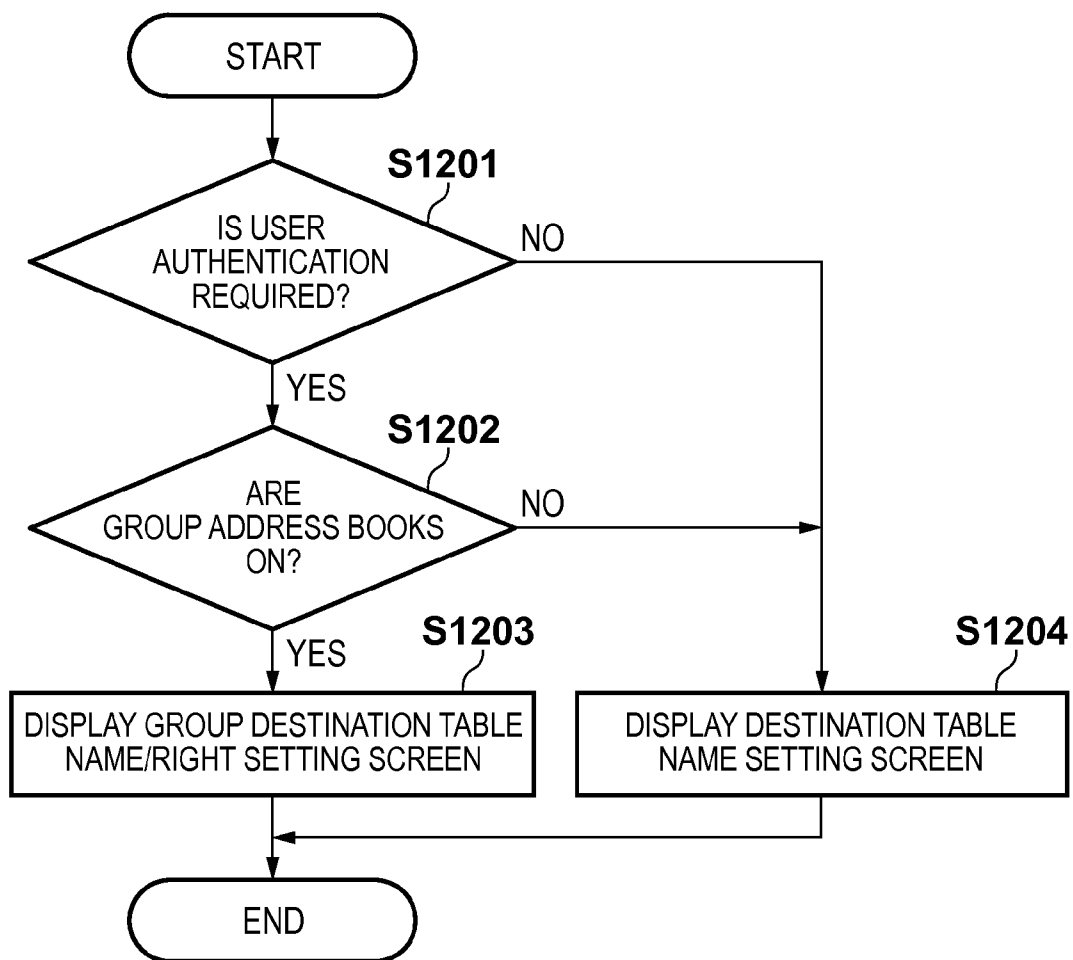 START
S1201
IS USER
AUTHENTICATION
REQUIRED?
NO
YES
S1202
ARE
GROUP ADDRESS BOOKS
ON?
NO
YES
S1203
DISPLAY GROUP DESTINATION TABLE
NAME/RIGHT SETTING SCREEN
S1204
DISPLAY DESTINATION TABLE
NAME SETTING SCREEN
END